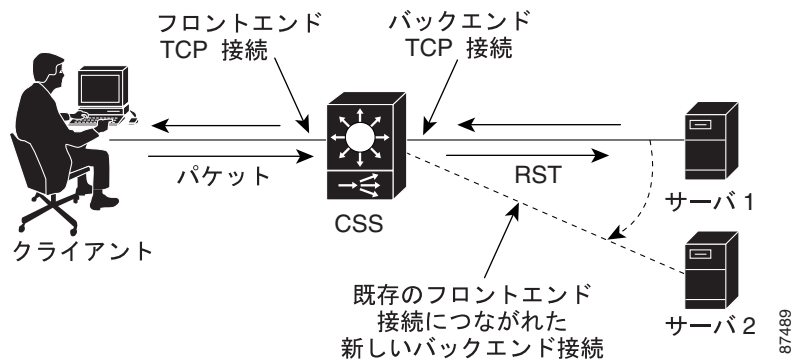 フロントエンド
TCP 接続
バックエンド
TCP 接続
パケット
RST
CSS
クライアント
サーバ 1
サーバ 2
既存のフロントエンド
接続につながれた
新しいバックエンド接続
87489